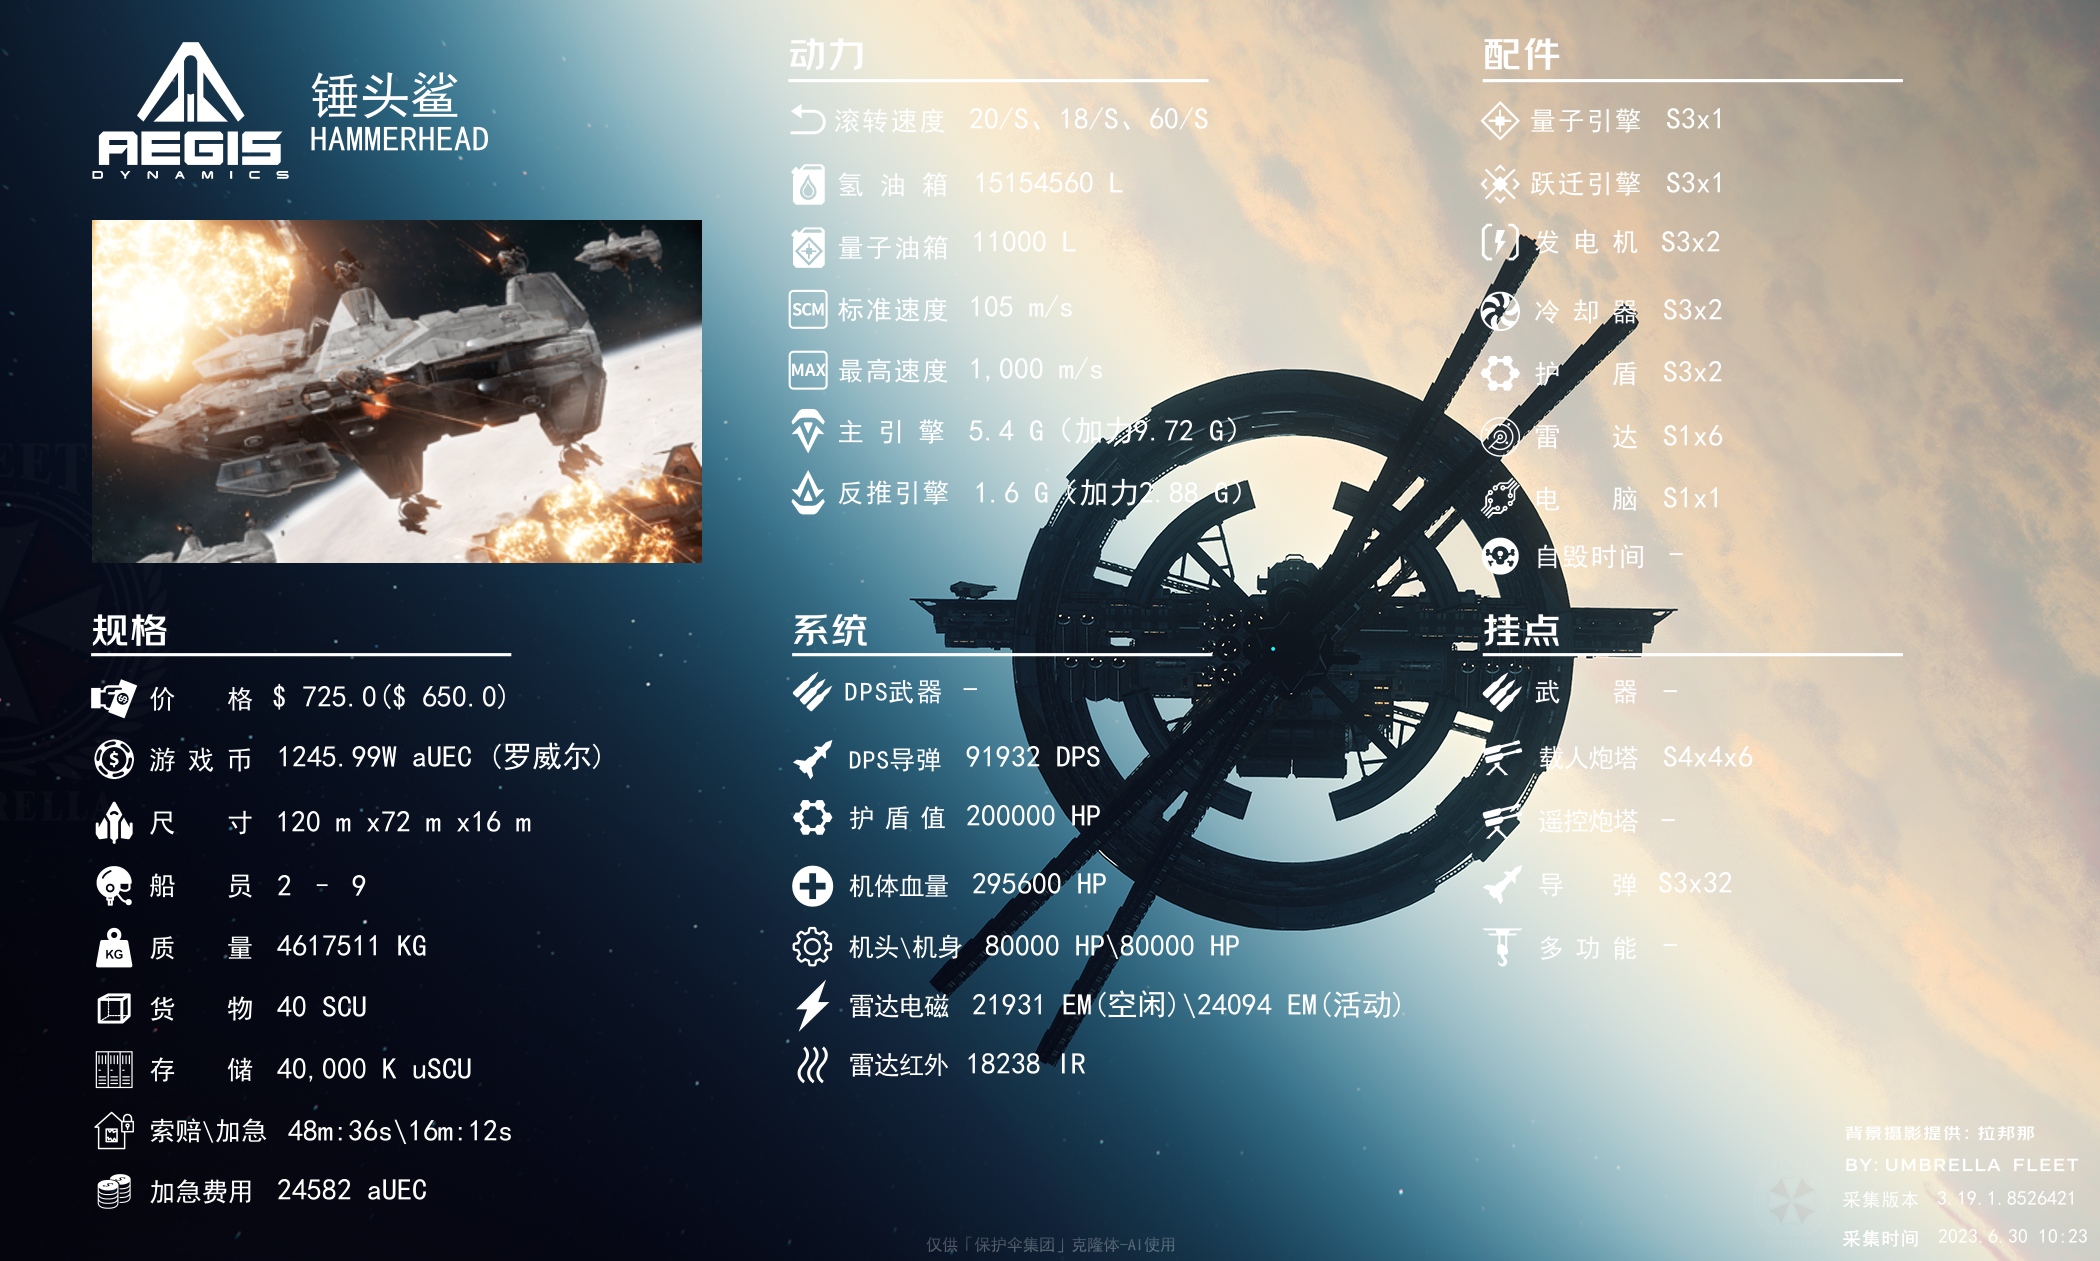 AEGIS
DYNAMICS
锤头鲨
HAMMERHEAD
动力
滚转速度 20/S、18/S、60/S
氢油箱 15154560 L
量子油箱 11000 L
SCM 标准速度 105 m/s
MAX 最高速度 1,000 m/s
主引擎 5.4 G（加力9.72 G）
反推引擎 1.6 G（加力2.88 G）
配件
量子引擎 S3x1
跃迁引擎 S3x1
发电机 S3x2
冷却器 S3x2
护盾 S3x2
雷达 S1x6
电脑 S1x1
自毁时间 -
规格
价格 $ 725.0($ 650.0)
游戏币 1245.99W aUEC (罗威尔)
尺寸 120 m x72 m x16 m
船员 2 - 9
KG 质量 4617511 KG
货物 40 SCU
存储 40,000 K uSCU
索赔\加急 48m:36s\16m:12s
加急费用 24582 aUEC
系统
DPS武器 -
DPS导弹 91932 DPS
护盾值 200000 HP
机体血量 295600 HP
机头\机身 80000 HP\80000 HP
雷达电磁 21931 EM(空闲)\24094 EM(活动)
雷达红外 18238 IR
挂点
武器 -
载人炮塔 S4x4x6
遥控炮塔 -
导弹 S3x32
多功能 -
背景摄影提供: 拉邦那
BY: UMBRELLA FLEET
采集版本 3.19.1.8526421
采集时间 2023.6.30 10:23
仅供「保护伞集团」克隆体-AI使用